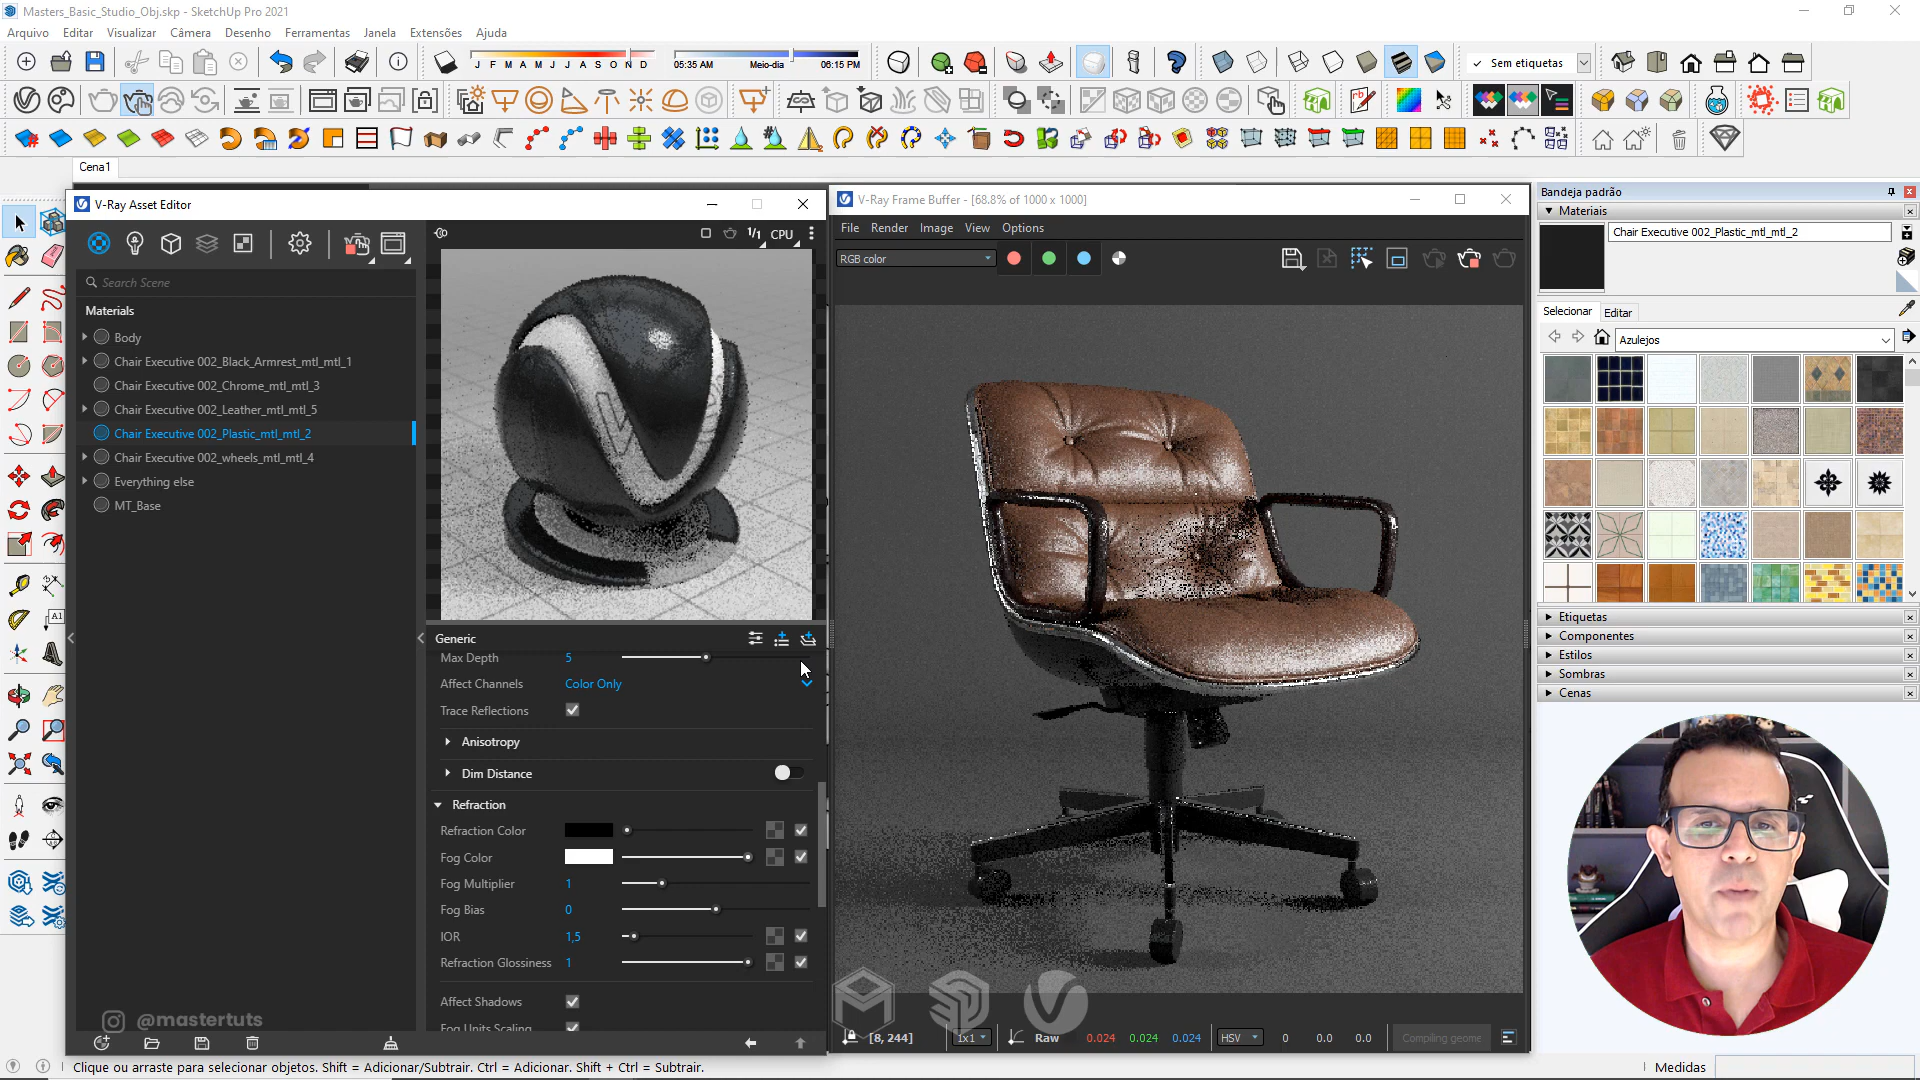 Masters_Basic_Studio_Obj.skp - SketchUp Pro 2021
Arquivo Editar Visualizar Câmera Desenho Ferramentas Janela Extensões Ajuda
J F M A M J J A S O N D
05:35 AM Meio-dia 06:15 PM
Sem etiquetas
Cena1
V-Ray Asset Editor
1/1 CPU
Search Scene
Materials
Body
Chair Executive 002_Black_Armrest_mtl_mtl_1
Chair Executive 002_Chrome_mtl_mtl_3
Chair Executive 002_Leather_mtl_mtl_5
Chair Executive 002_Plastic_mtl_mtl_2
Chair Executive 002_wheels_mtl_mtl_4
Everything else
MT_Base
@mastertuts
Generic
Max Depth 5
Affect Channels Color Only
Trace Reflections
Anisotropy
Dim Distance
Refraction
Refraction Color
Fog Color
Fog Multiplier 1
Fog Bias 0
IOR 1,5
Refraction Glossiness 1
Affect Shadows
Fog Units Scaling
V-Ray Frame Buffer - [68.8% of 1000 x 1000]
File Render Image View Options
RGB color
[8, 244] 1x1 Raw 0.024 0.024 0.024 HSV 0 0.0 0.0 Compiling geome
Bandeja padrão
Materiais
Chair Executive 002_Plastic_mtl_mtl_2
Selecionar Editar
Azulejos
Etiquetas
Componentes
Estilos
Sombras
Cenas
Clique ou arraste para selecionar objetos. Shift = Adicionar/Subtrair. Ctrl = Adicionar. Shift + Ctrl = Subtrair.
Medidas